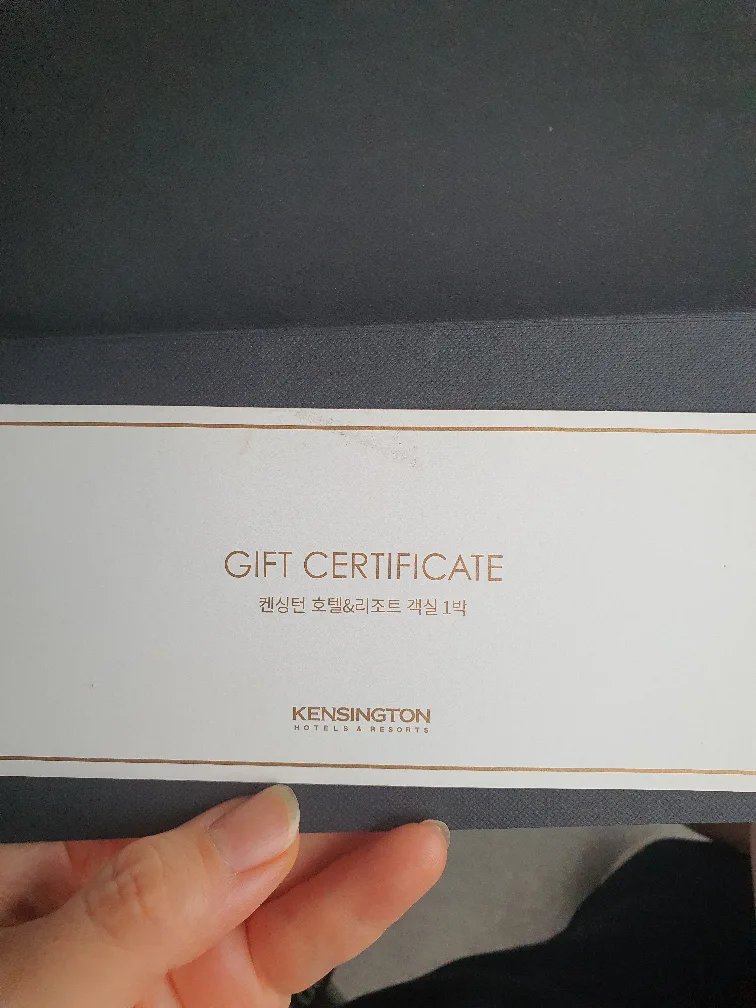 GIFT CERTIFICATE
켄싱턴 호텔&리조트 객실 1박
KENSINGTON
HOTELS & RESORTS